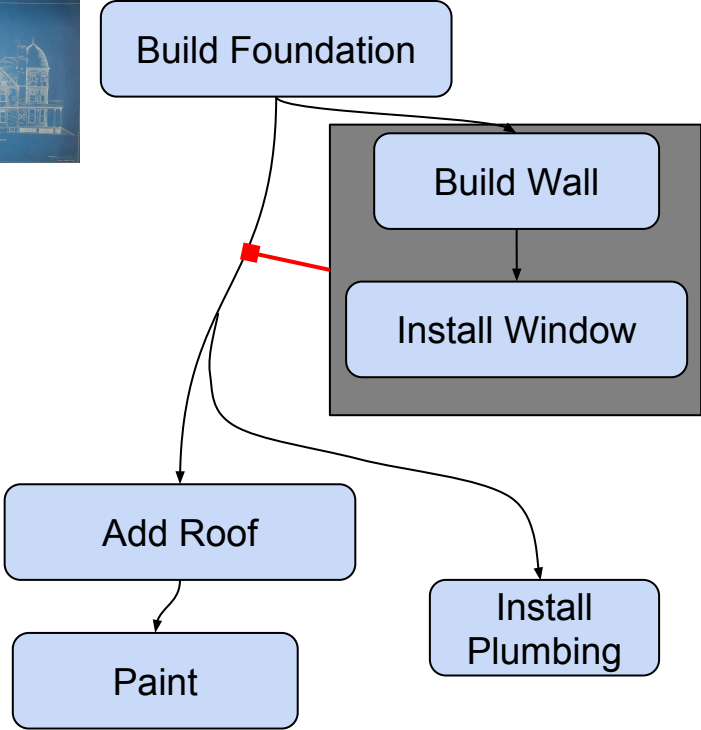 Build Foundation
Build Wall
Install Window
Add Roof
Install
Plumbing
Paint